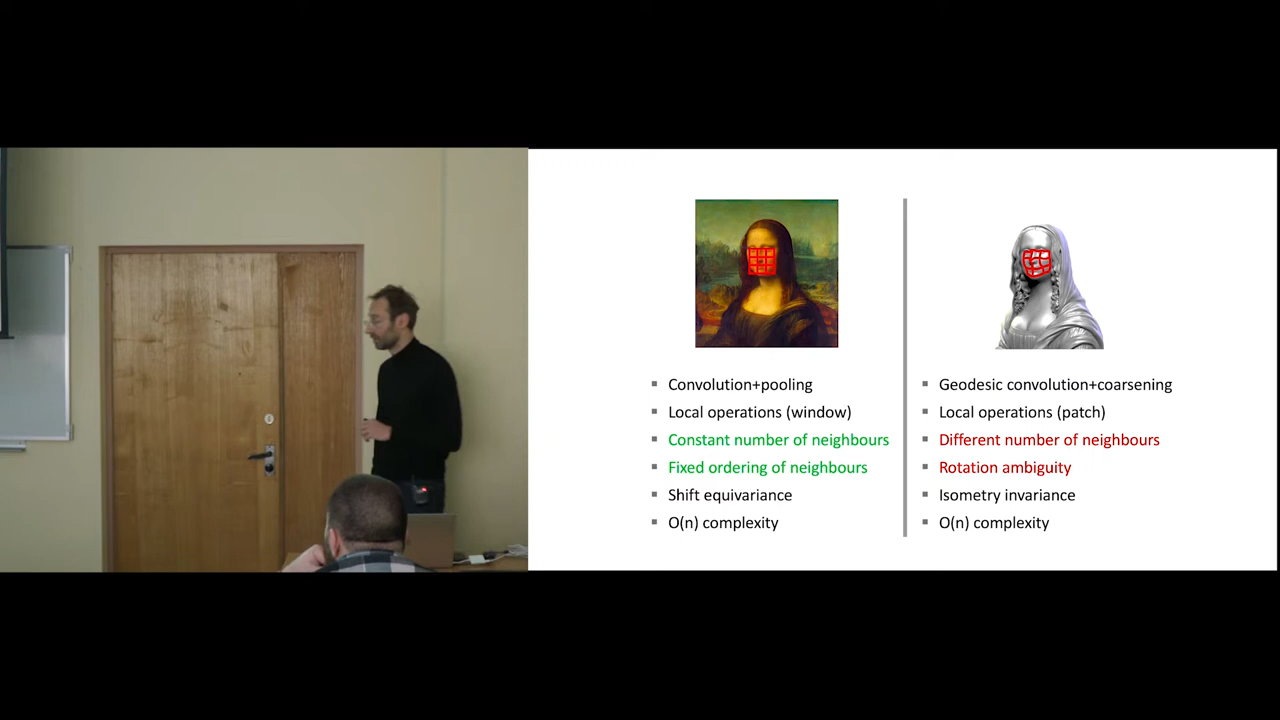 Convolution+pooling
Local operations (window)
Constant number of neighbours
Fixed ordering of neighbours
Shift equivariance
O(n) complexity
Geodesic convolution+coarsening
Local operations (patch)
Different number of neighbours
Rotation ambiguity
Isometry invariance
O(n) complexity